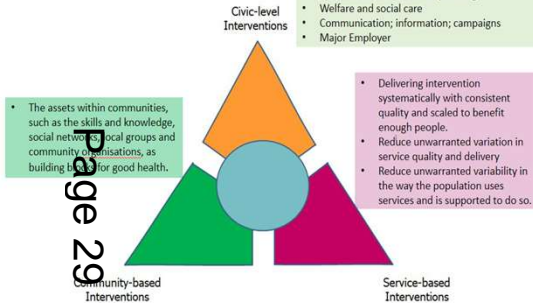 Civic-level
Interventions
• Welfare and social care
• Communication; information; campaigns
• Major Employer
• The assets within communities,
such as the skills and knowledge,
social networks, local groups and
community organisations, as
building blocks for good health.
• Delivering intervention
systematically with consistent
quality and scaled to benefit
enough people.
• Reduce unwarranted variation in
service quality and delivery
• Reduce unwarranted variability in
the way the population uses
services and is supported to do so.
Page 29
Community-based
Interventions
Service-based
Interventions